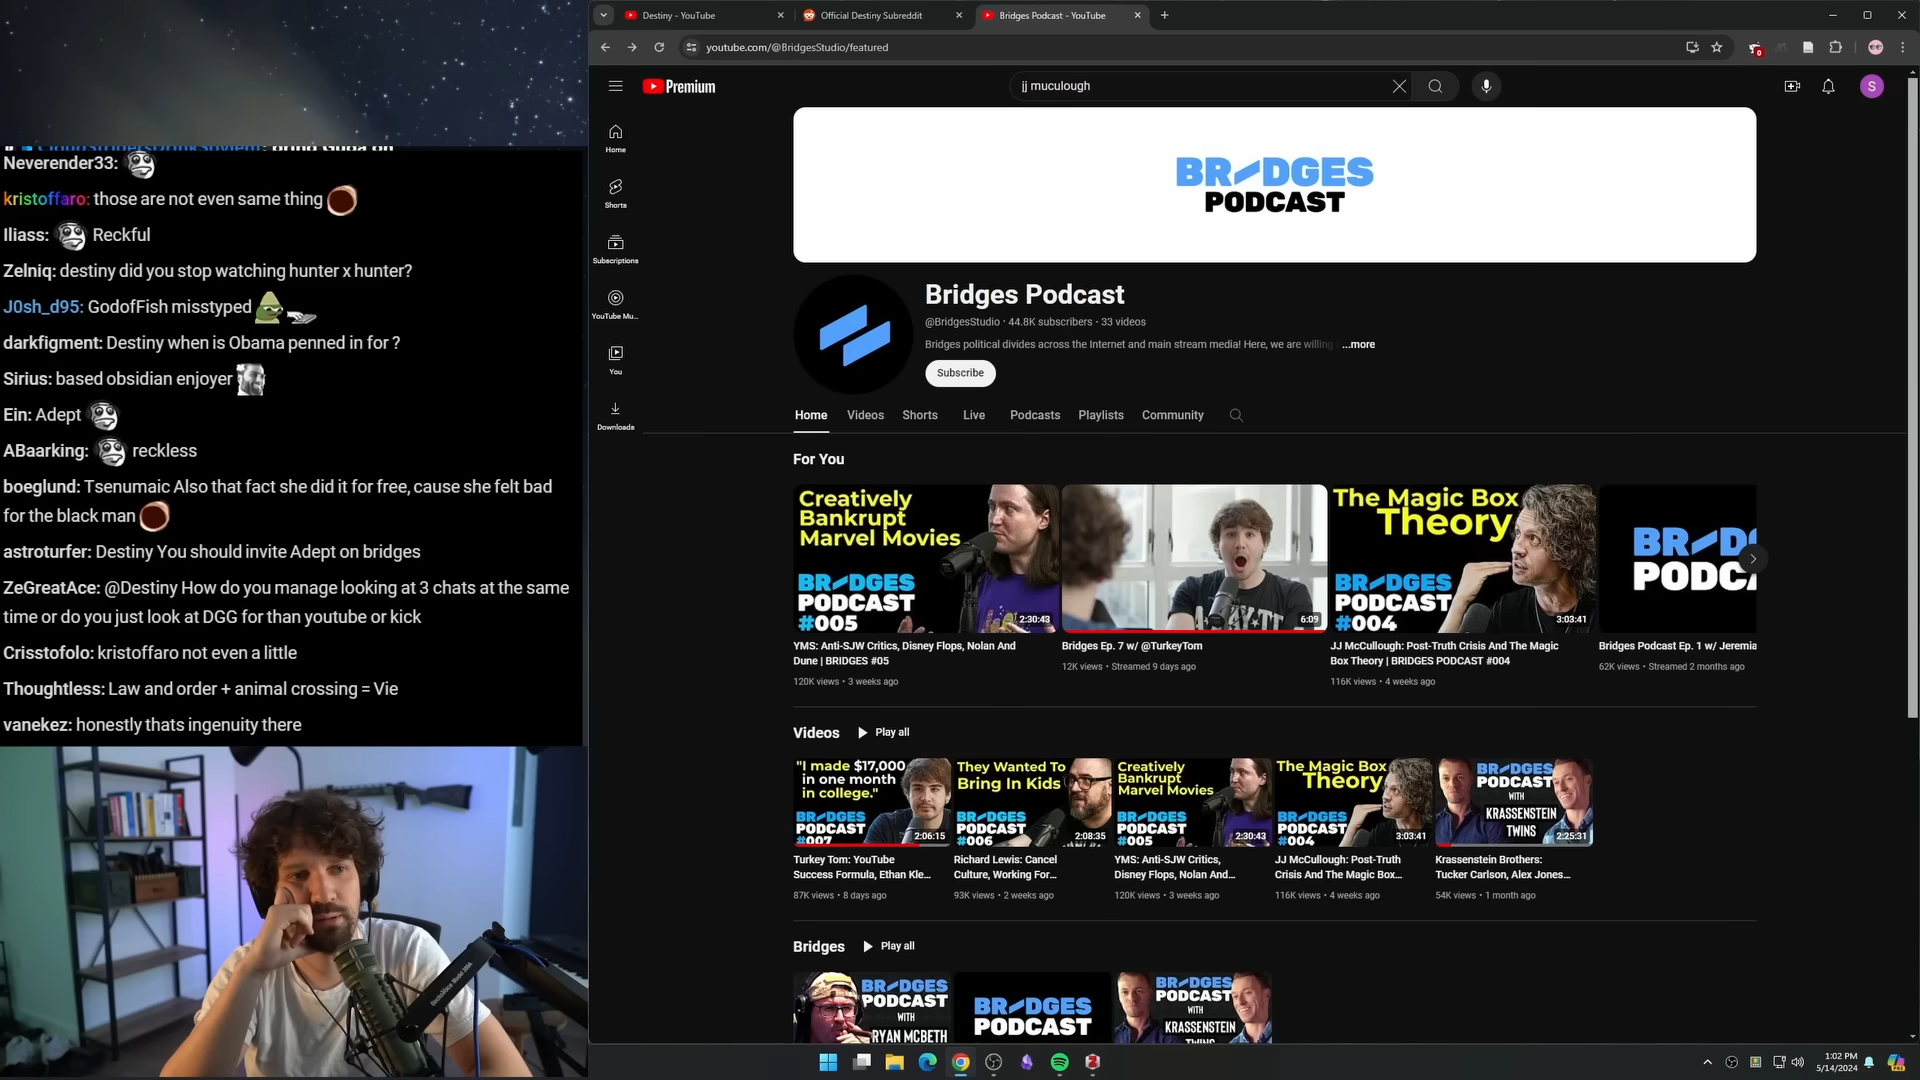 Destiny - YouTube
Official Destiny Subreddit
Bridges Podcast - YouTube
youtube.com/@BridgesStudio/featured
Premium
jj muculough
S
Home
Shorts
Subscriptions
YouTube Mu...
You
Downloads
BRIDGES
PODCAST
Bridges Podcast
@BridgesStudio · 44.8K subscribers · 33 videos
Bridges political divides across the Internet and main stream media! Here, we are willing ...more
Subscribe
Home Videos Shorts Live Podcasts Playlists Community
For You
Creatively
Bankrupt
Marvel Movies
BRIDGES
PODCAST
#005
2:30:43
YMS: Anti-SJW Critics, Disney Flops, Nolan And
Dune | BRIDGES #05
120K views • 3 weeks ago
6:09
Bridges Ep. 7 w/ @TurkeyTom
12K views • Streamed 9 days ago
The Magic Box
Theory
BRIDGES
PODCAST
#004
3:03:41
JJ McCullough: Post-Truth Crisis And The Magic
Box Theory | BRIDGES PODCAST #004
116K views • 4 weeks ago
Bridges Podcast Ep. 1 w/ Jeremia
62K views • Streamed 2 months ago
Videos Play all
"I made $17,000
in one month
in college."
BRIDGES
PODCAST
#007
2:06:15
Turkey Tom: YouTube
Success Formula, Ethan Kle...
87K views • 8 days ago
They Wanted To
Bring In Kids
BRIDGES
PODCAST
#006
2:08:35
Richard Lewis: Cancel
Culture, Working For...
93K views • 2 weeks ago
Creatively
Bankrupt
Marvel Movies
BRIDGES
PODCAST
#005
2:30:43
YMS: Anti-SJW Critics,
Disney Flops, Nolan And...
120K views • 3 weeks ago
The Magic Box
Theory
BRIDGES
PODCAST
#004
3:03:41
JJ McCullough: Post-Truth
Crisis And The Magic Box...
116K views • 4 weeks ago
BRIDGES
PODCAST
WITH
KRASSENSTEIN
TWINS
2:25:31
Krassenstein Brothers:
Tucker Carlson, Alex Jones...
54K views • 1 month ago
Bridges Play all
BRIDGES
PODCAST
WITH
RYAN MCBETH
BRIDGES
PODCAST
BRIDGES
PODCAST
WITH
KRASSENSTEIN
TWINS
1:02 PM
5/14/2024
Neverender33:
kristoffaro: those are not even same thing
Iliass: Reckful
Zelniq: destiny did you stop watching hunter x hunter?
J0sh_d95: GodofFish misstyped
darkfigment: Destiny when is Obama penned in for ?
Sirius: based obsidian enjoyer
Ein: Adept
ABaarking: reckless
boeglund: Tsenumaic Also that fact she did it for free, cause she felt bad
for the black man
astroturfer: Destiny You should invite Adept on bridges
ZeGreatAce: @Destiny How do you manage looking at 3 chats at the same
time or do you just look at DGG for than youtube or kick
Crisstofolo: kristoffaro not even a little
Thoughtless: Law and order + animal crossing = Vie
vanekez: honestly thats ingenuity there